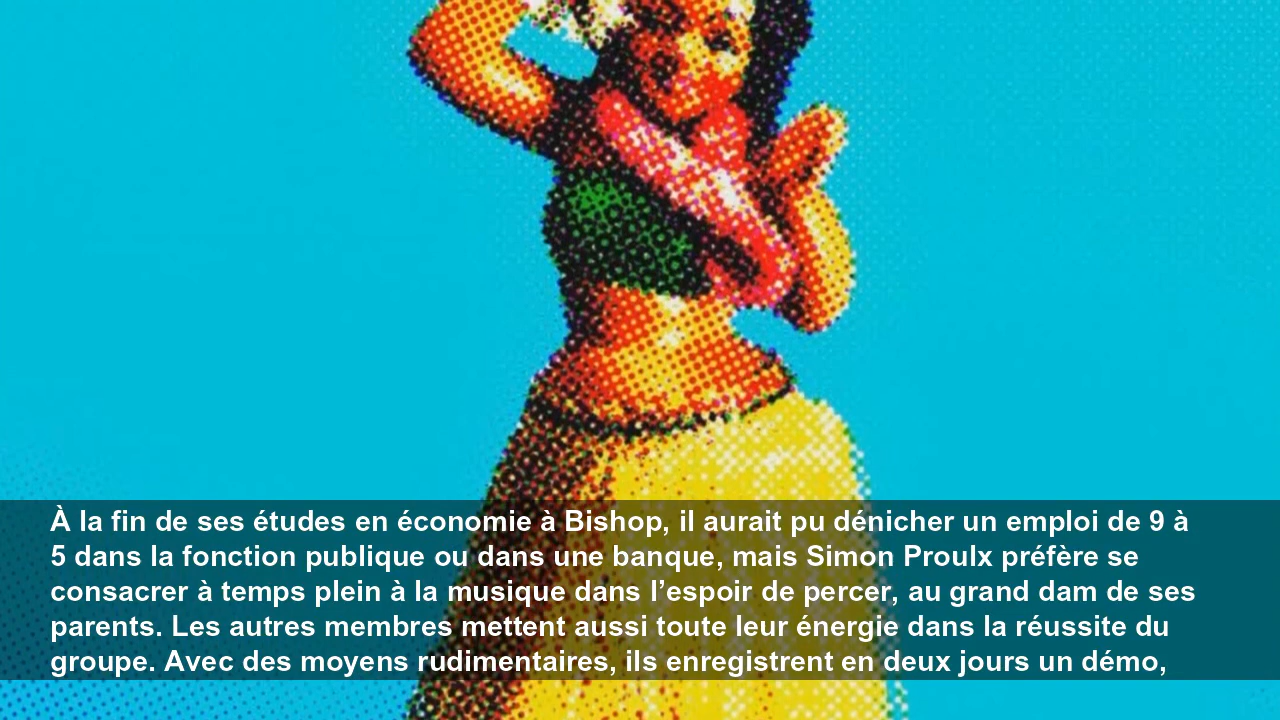 À la fin de ses études en économie à Bishop, il aurait pu dénicher un emploi de 9 à
5 dans la fonction publique ou dans une banque, mais Simon Proulx préfère se
consacrer à temps plein à la musique dans l’espoir de percer, au grand dam de ses
parents. Les autres membres mettent aussi toute leur énergie dans la réussite du
groupe. Avec des moyens rudimentaires, ils enregistrent en deux jours un démo,